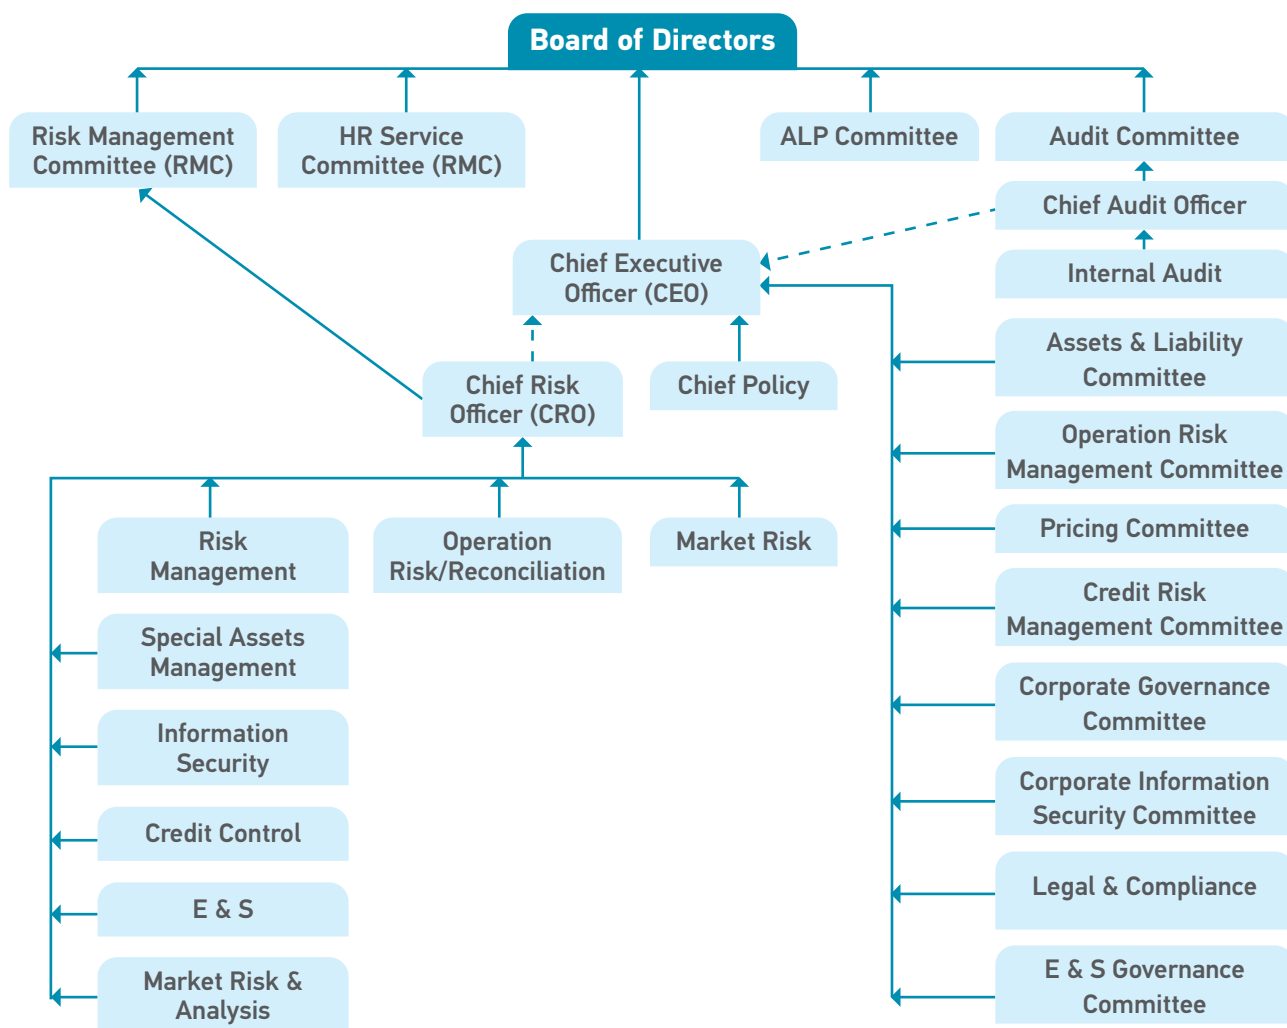 Board of Directors
Risk Management
Committee (RMC)
HR Service
Committee (RMC)
ALP Committee
Audit Committee
Chief Audit Officer
Internal Audit
Chief Executive
Officer (CEO)
Chief Risk
Officer (CRO)
Chief Policy
Assets & Liability
Committee
Operation Risk
Management Committee
Pricing Committee
Credit Risk
Management Committee
Corporate Governance
Committee
Corporate Information
Security Committee
Legal & Compliance
E & S Governance
Committee
Risk
Management
Operation
Risk/Reconciliation
Market Risk
Special Assets
Management
Information
Security
Credit Control
E & S
Market Risk &
Analysis